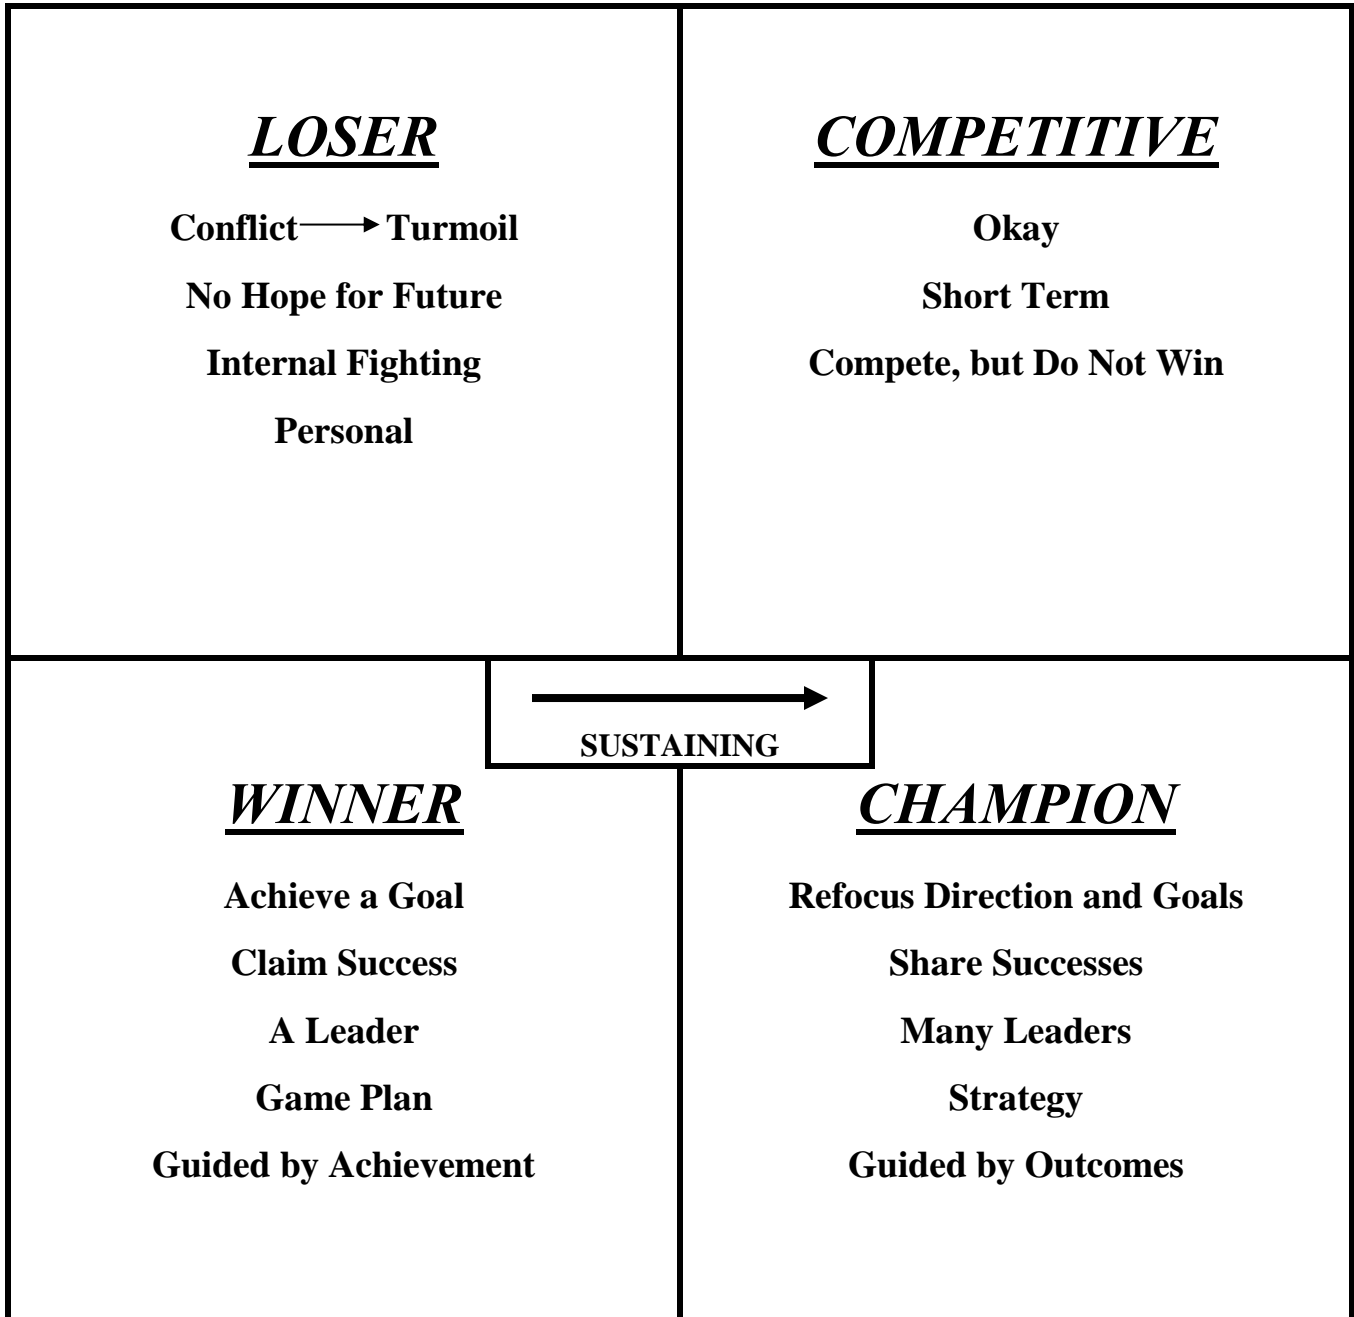 LOSER
Conflict → Turmoil
No Hope for Future
Internal Fighting
Personal
COMPETITIVE
Okay
Short Term
Compete, but Do Not Win
SUSTAINING
WINNER
Achieve a Goal
Claim Success
A Leader
Game Plan
Guided by Achievement
CHAMPION
Refocus Direction and Goals
Share Successes
Many Leaders
Strategy
Guided by Outcomes